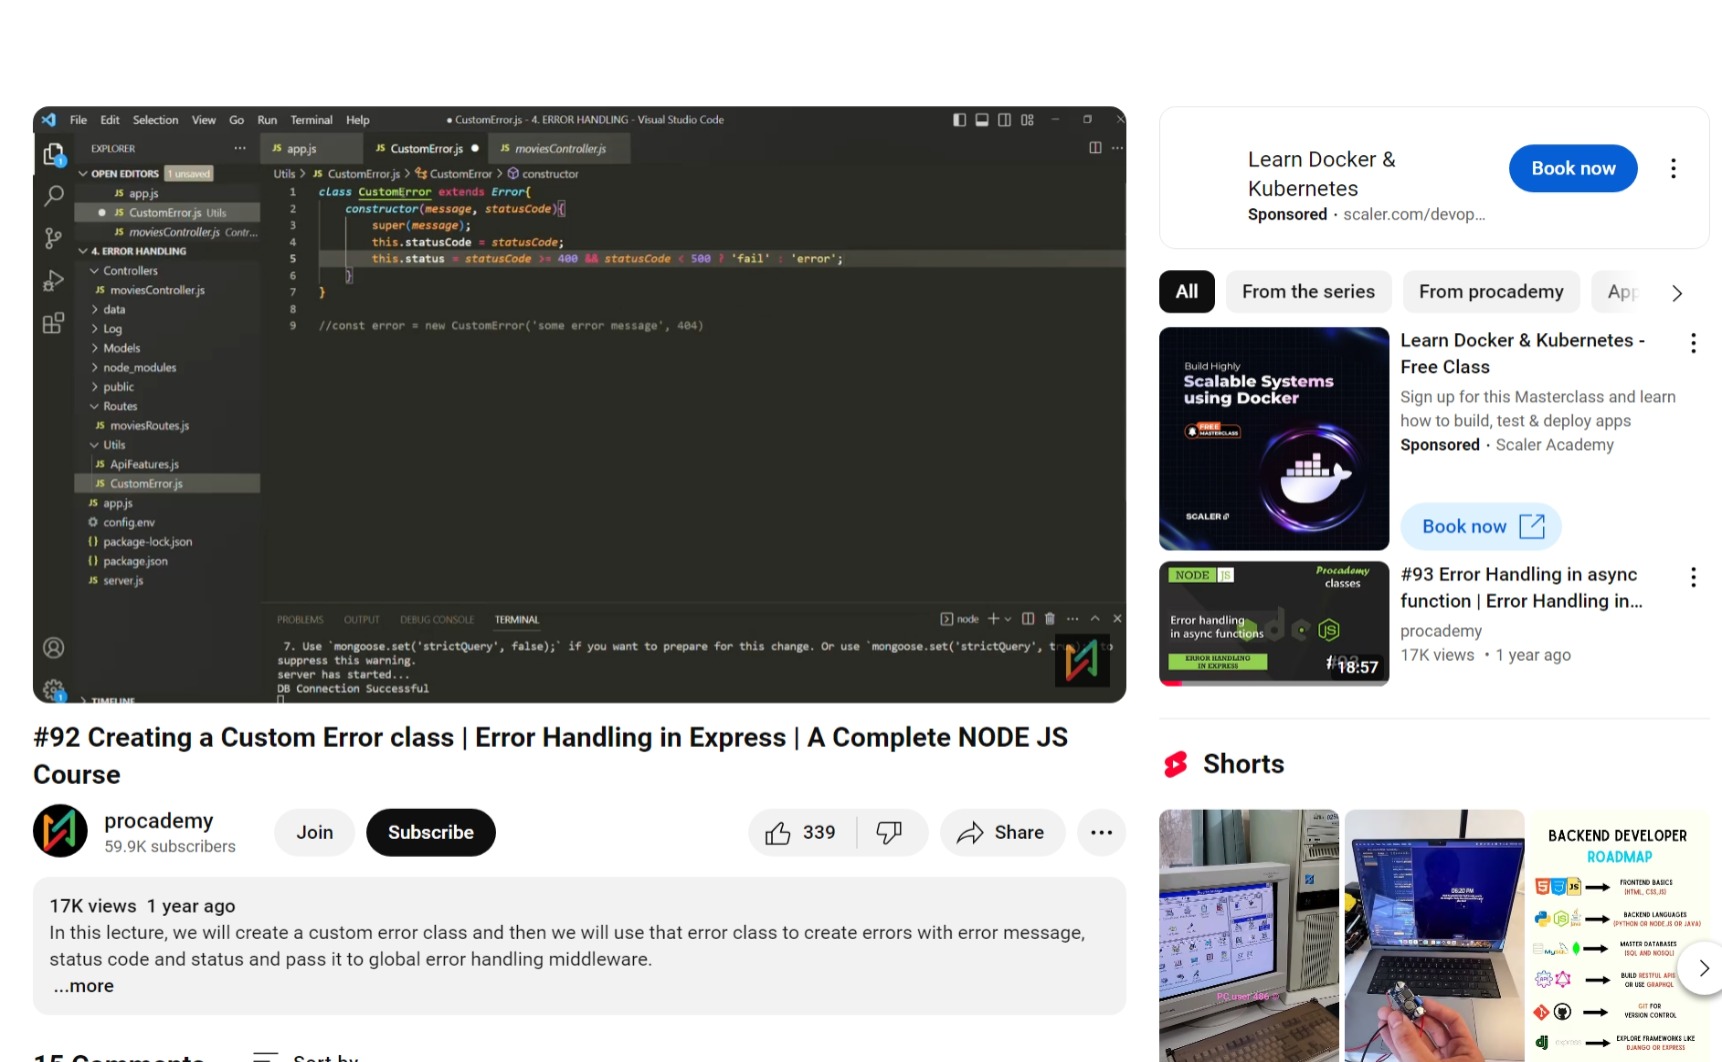 File Edit Selection View Go Run Terminal Help
● CustomError.js - 4. ERROR HANDLING - Visual Studio Code
EXPLORER ...
OPEN EDITORS 1 unsaved
JS app.js
● JS CustomError.js Utils
JS moviesController.js Contr...
4. ERROR HANDLING
Controllers
JS moviesController.js
data
Log
Models
node_modules
public
Routes
JS moviesRoutes.js
Utils
JS ApiFeatures.js
JS CustomError.js
JS app.js
config.env
{} package-lock.json
{} package.json
JS server.js
TIMELINE
JS app.js
JS CustomError.js ●
JS moviesController.js
Utils > JS CustomError.js > CustomError > constructor
1 class CustomError extends Error{
2 constructor(message, statusCode){
3 super(message);
4 this.statusCode = statusCode;
5 this.status = statusCode >= 400 && statusCode < 500 ? 'fail' : 'error';
6 }
7 }
8
9 //const error = new CustomError('some error message', 404)
PROBLEMS OUTPUT DEBUG CONSOLE TERMINAL
node
7. Use `mongoose.set('strictQuery', false);` if you want to prepare for this change. Or use `mongoose.set('strictQuery', to
suppress this warning.
server has started...
DB Connection Successful
#92 Creating a Custom Error class | Error Handling in Express | A Complete NODE JS
Course
procademy
59.9K subscribers
Join
Subscribe
339
Share
17K views 1 year ago
In this lecture, we will create a custom error class and then we will use that error class to create errors with error message,
status code and status and pass it to global error handling middleware.
...more
15 Comments
Sort by
Learn Docker &
Kubernetes
Sponsored · scaler.com/devop...
Book now
All
From the series
From procademy
App
Build Highly
Scalable Systems
using Docker
FREE
MASTERCLASS
SCALER
Learn Docker & Kubernetes -
Free Class
Sign up for this Masterclass and learn
how to build, test & deploy apps
Sponsored · Scaler Academy
Book now
NODE JS
Procademy
classes
Error handling
in async functions
ERROR HANDLING
IN EXPRESS
18:57
#93 Error Handling in async
function | Error Handling in...
procademy
17K views • 1 year ago
Shorts
PC user 486
BACKEND DEVELOPER
ROADMAP
FRONTEND BASICS
(HTML, CSS, JS)
BACKEND LANGUAGES
(PYTHON OR NODE.JS OR JAVA)
MASTER DATABASES
(SQL AND NOSQL)
BUILD RESTFUL APIS
OR USE GRAPHQL
GIT FOR
VERSION CONTROL
EXPLORE FRAMEWORKS LIKE
DJANGO OR EXPRESS